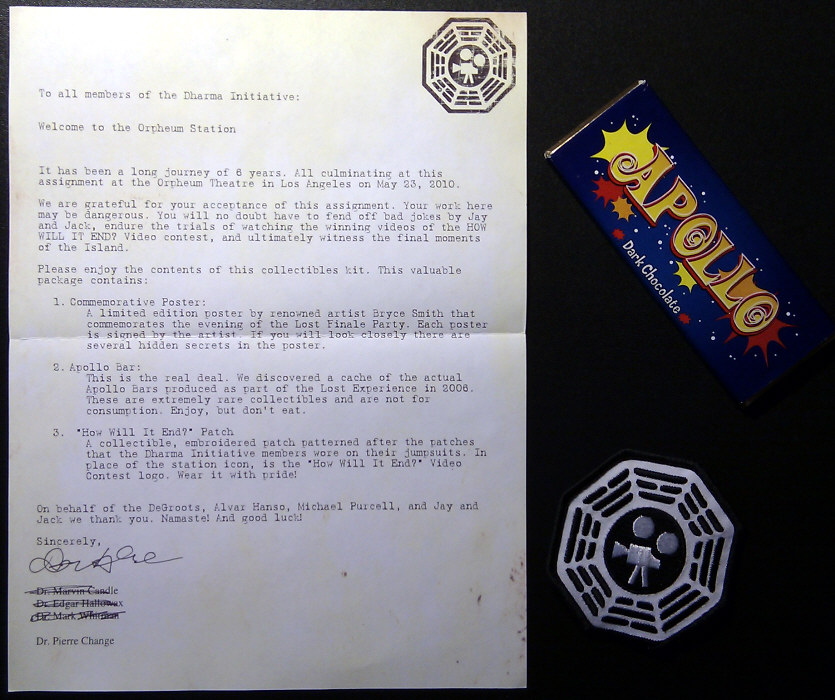 To all members of the Dharma Initiative:
Welcome to the Orpheum Station
It has been a long journey of 6 years. All culminating at this
assignment at the Orpheum Theatre in Los Angeles on May 23, 2010.
We are grateful for your acceptance of this assignment. Your work here
may be dangerous. You will no doubt have to fend off bad jokes by Jay
and Jack, endure the trials of watching the winning videos of the HOW
WILL IT END? Video contest, and ultimately witness the final moments
of the Island.
Please enjoy the contents of this collectibles kit. This valuable
package contains:
1. Commemorative Poster:
A limited edition poster by renowned artist Bryce Smith that
commemorates the evening of the Lost Finale Party. Each poster
is signed by the artist. If you will look closely there are
several hidden secrets in the poster.
2. Apollo Bar:
This is the real deal. We discovered a cache of the actual
Apollo Bars produced as part of the Lost Experience in 2006.
These are extremely rare collectibles and are not for
consumption. Enjoy, but don't eat.
3. "How Will It End?" Patch
A collectible, embroidered patch patterned after the patches
that the Dharma Initiative members wore on their jumpsuits. In
place of the station icon, is the "How Will It End?" Video
Contest logo. Wear it with pride!
On behalf of the DeGroots, Alvar Hanso, Michael Purcell, and Jay and
Jack we thank you. Namaste! And good luck!
Sincerely,
Dr. Marvin Candle
Dr. Edgar Hallowax
Dr. Mark Wickman
Dr. Pierre Change
APOLLO
Dark Chocolate